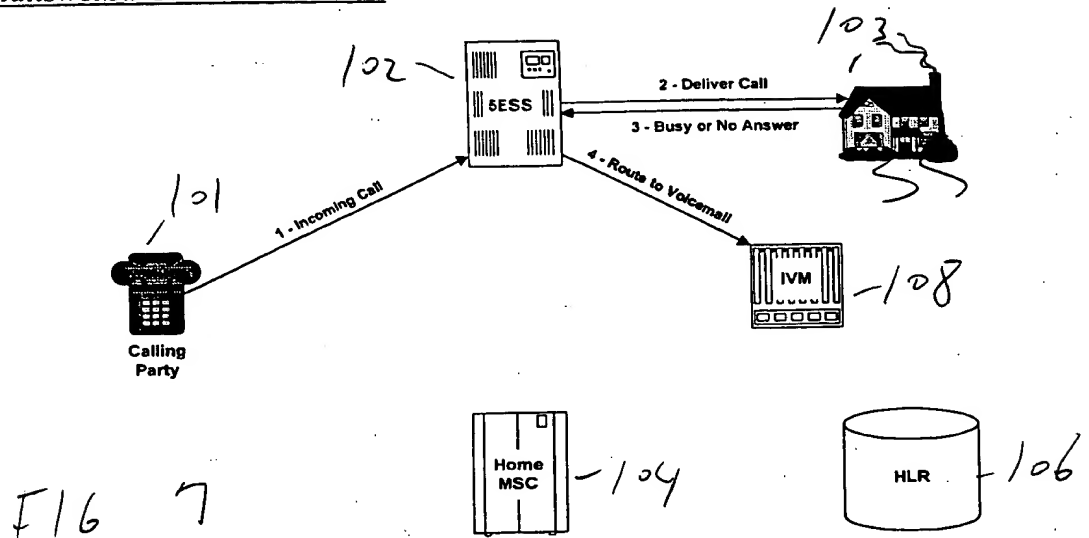 102
103
5ESS
2 - Deliver Call
3 - Busy or No Answer
4 - Route to Voicemail
101
1 - Incoming Call
IVM
108
Calling
Party
Home
MSC
104
HLR
106
FIG 7